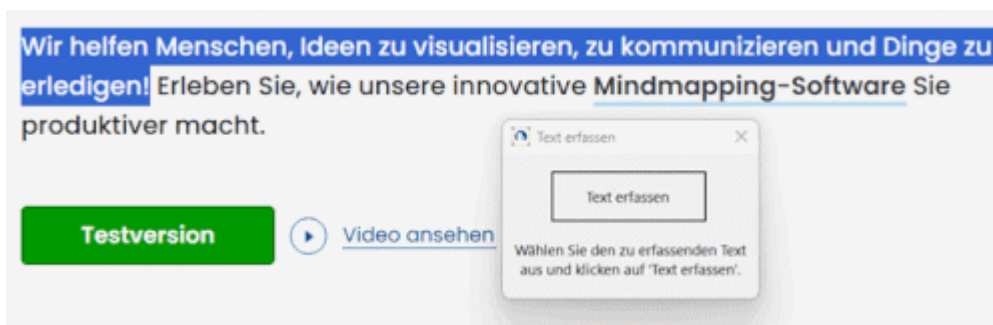 Wir helfen Menschen, Ideen zu visualisieren, zu kommunizieren und Dinge zu
erledigen! Erleben Sie, wie unsere innovative Mindmapping-Software Sie
produktiver macht.
Text erfassen
Text erfassen
Testversion
Video ansehen
Wählen Sie den zu erfassenden Text
aus und klicken auf 'Text erfassen'.